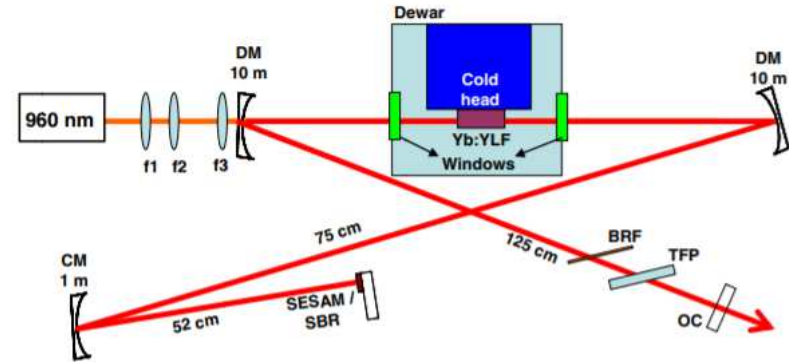 Dewar
DM
10 m
Cold
head
DM
10 m
960 nm
Yb:YLF
Windows
f1
f2
f3
75 cm
125 cm
BRF
TFP
CM
1 m
52 cm
SESAM /
SBR
OC